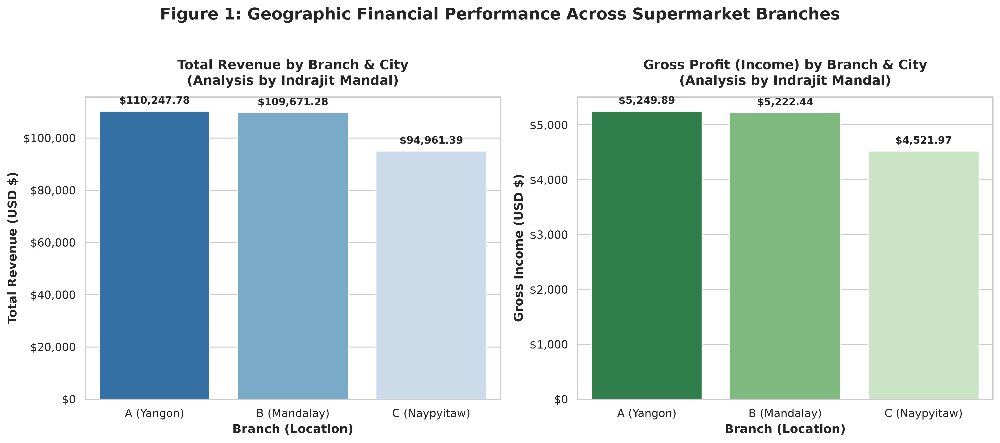 Figure 1: Geographic Financial Performance Across Supermarket Branches
Total Revenue by Branch & City
(Analysis by Indrajit Mandal)
$110,247.78
$109,671.28
$94,961.39
$100,000
$80,000
$60,000
$40,000
$20,000
$0
Total Revenue (USD $)
A (Yangon)
B (Mandalay)
C (Naypyitaw)
Branch (Location)
Gross Profit (Income) by Branch & City
(Analysis by Indrajit Mandal)
$5,249.89
$5,222.44
$4,521.97
$5,000
$4,000
$3,000
$2,000
$1,000
$0
Gross Income (USD $)
A (Yangon)
B (Mandalay)
C (Naypyitaw)
Branch (Location)